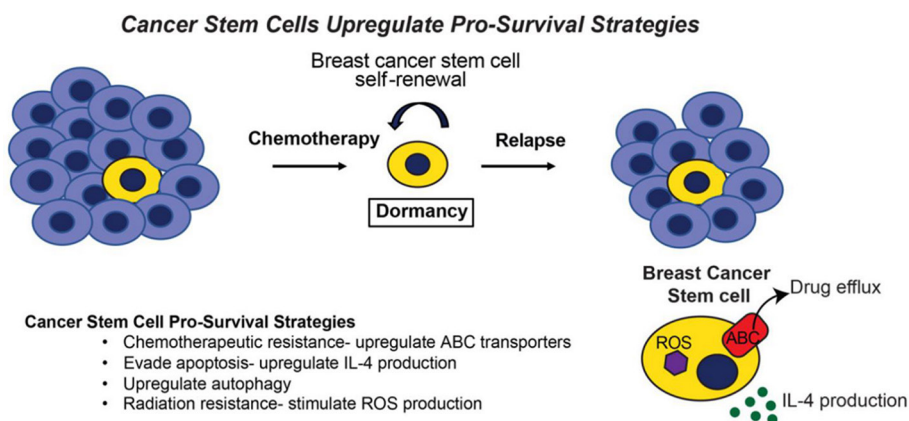 Cancer Stem Cells Upregulate Pro-Survival Strategies
Breast cancer stem cell
self-renewal
Chemotherapy
Relapse
Dormancy
Breast Cancer
Stem cell
Drug efflux
ABC
ROS
IL-4 production
Cancer Stem Cell Pro-Survival Strategies
• Chemotherapeutic resistance- upregulate ABC transporters
• Evade apoptosis- upregulate IL-4 production
• Upregulate autophagy
• Radiation resistance- stimulate ROS production